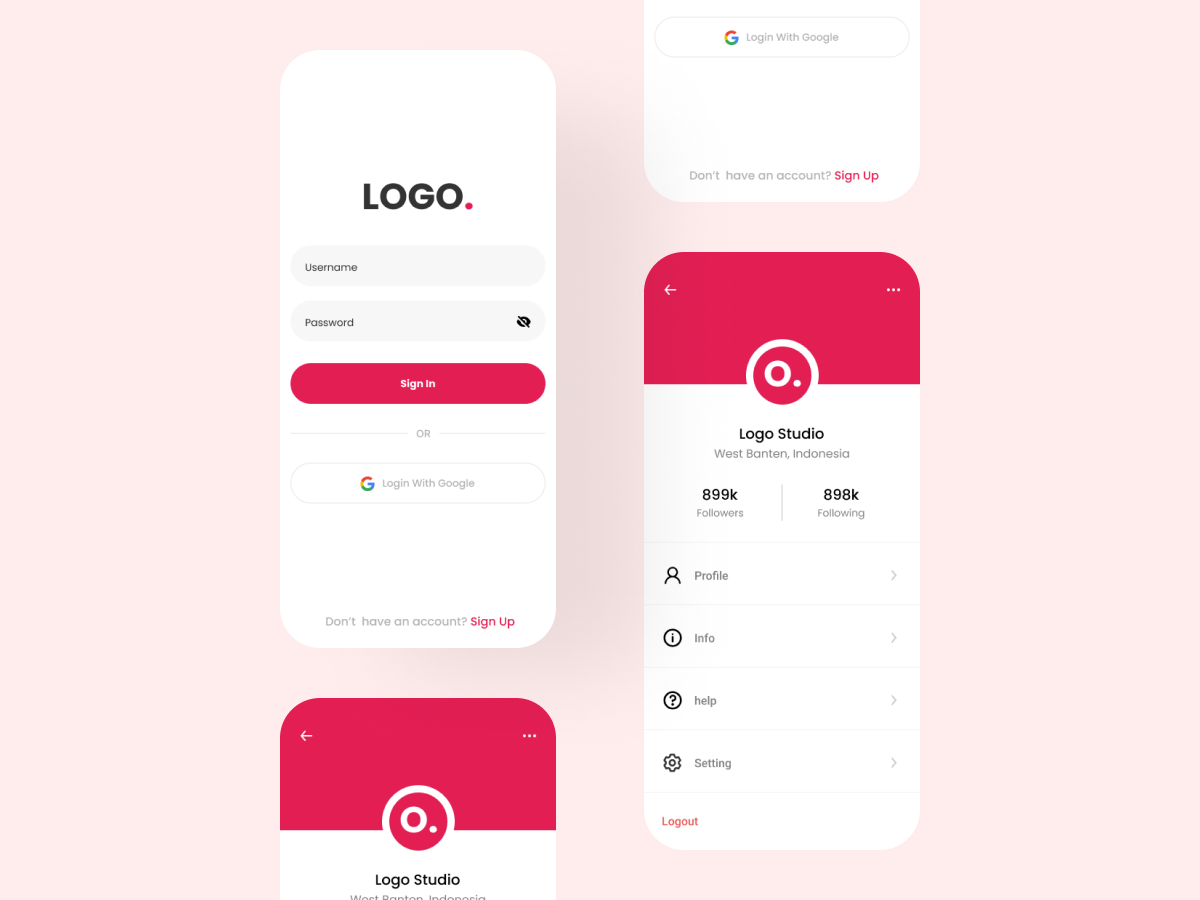 LOGO.
Username
Password
Sign In
OR
Login With Google
Don't have an account? Sign Up
O.
Logo Studio
West Banten, Indonesia
Login With Google
Don't have an account? Sign Up
O.
Logo Studio
West Banten, Indonesia
899k 898k
Followers Following
Profile
Info
help
Setting
Logout